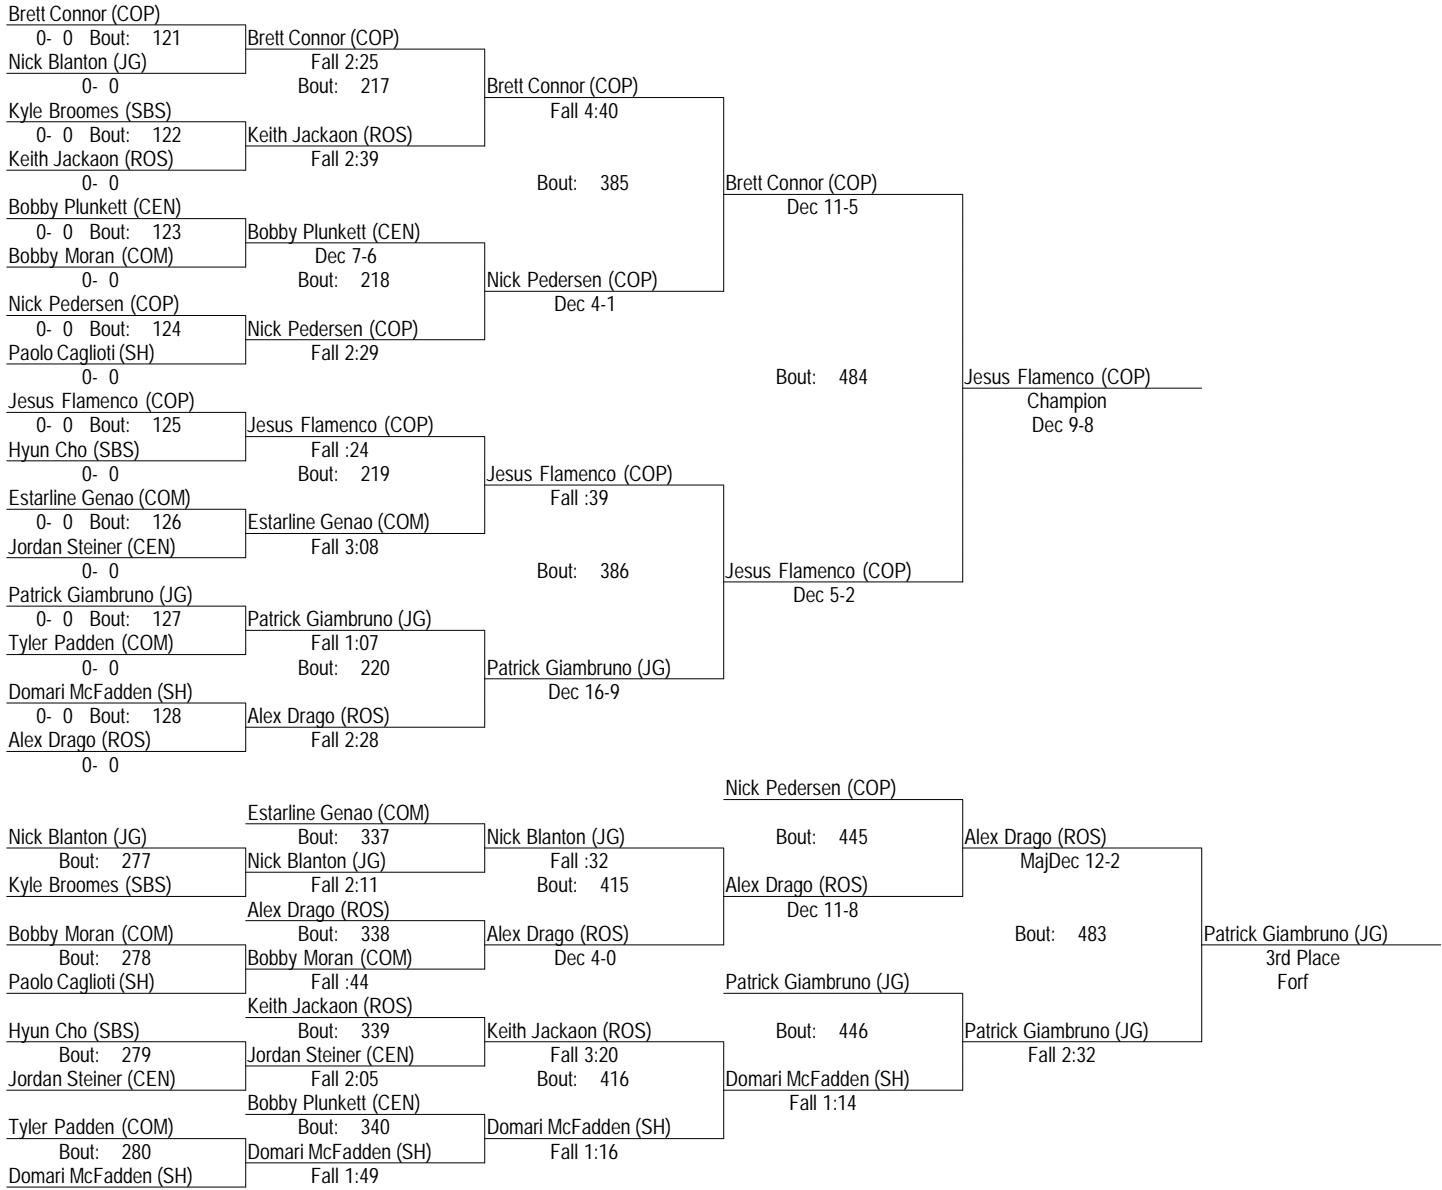 Brett Connor (COP)
0- 0 Bout: 121 Brett Connor (COP)
Nick Blanton (JG) Fall 2:25
0- 0 Bout: 217 Brett Connor (COP)
Kyle Broomes (SBS) Fall 4:40
0- 0 Bout: 122 Keith Jackaon (ROS)
Keith Jackaon (ROS) Fall 2:39
0- 0 Bout: 385 Brett Connor (COP)
Bobby Plunkett (CEN) Dec 11-5
0- 0 Bout: 123 Bobby Plunkett (CEN)
Bobby Moran (COM) Dec 7-6
0- 0 Bout: 218 Nick Pedersen (COP)
Nick Pedersen (COP) Dec 4-1
0- 0 Bout: 124 Nick Pedersen (COP)
Paolo Caglioti (SH) Fall 2:29
0- 0 Bout: 484 Jesus Flamenco (COP)
Jesus Flamenco (COP) Champion
0- 0 Bout: 125 Jesus Flamenco (COP) Dec 9-8
Hyun Cho (SBS) Fall :24
0- 0 Bout: 219 Jesus Flamenco (COP)
Estarline Genao (COM) Fall :39
0- 0 Bout: 126 Estarline Genao (COM)
Jordan Steiner (CEN) Fall 3:08
0- 0 Bout: 386 Jesus Flamenco (COP)
Patrick Giambruno (JG) Dec 5-2
0- 0 Bout: 127 Patrick Giambruno (JG)
Tyler Padden (COM) Fall 1:07
0- 0 Bout: 220 Patrick Giambruno (JG)
Domari McFadden (SH) Dec 16-9
0- 0 Bout: 128 Alex Drago (ROS)
Alex Drago (ROS) Fall 2:28
0- 0
Nick Pedersen (COP)
Estarline Genao (COM)
Nick Blanton (JG) Bout: 337 Nick Blanton (JG) Bout: 445 Alex Drago (ROS)
Bout: 277 Nick Blanton (JG) Fall :32 MajDec 12-2
Kyle Broomes (SBS) Fall 2:11 Bout: 415 Alex Drago (ROS)
Alex Drago (ROS) Dec 11-8
Bobby Moran (COM) Bout: 338 Alex Drago (ROS) Bout: 483 Patrick Giambruno (JG)
Bout: 278 Bobby Moran (COM) Dec 4-0 3rd Place
Paolo Caglioti (SH) Fall :44 Patrick Giambruno (JG) Forf
Keith Jackaon (ROS)
Hyun Cho (SBS) Bout: 339 Keith Jackaon (ROS) Bout: 446 Patrick Giambruno (JG)
Bout: 279 Jordan Steiner (CEN) Fall 3:20 Fall 2:32
Jordan Steiner (CEN) Fall 2:05 Bout: 416 Domari McFadden (SH)
Bobby Plunkett (CEN) Fall 1:14
Tyler Padden (COM) Bout: 340 Domari McFadden (SH)
Bout: 280 Domari McFadden (SH) Fall 1:16
Domari McFadden (SH) Fall 1:49